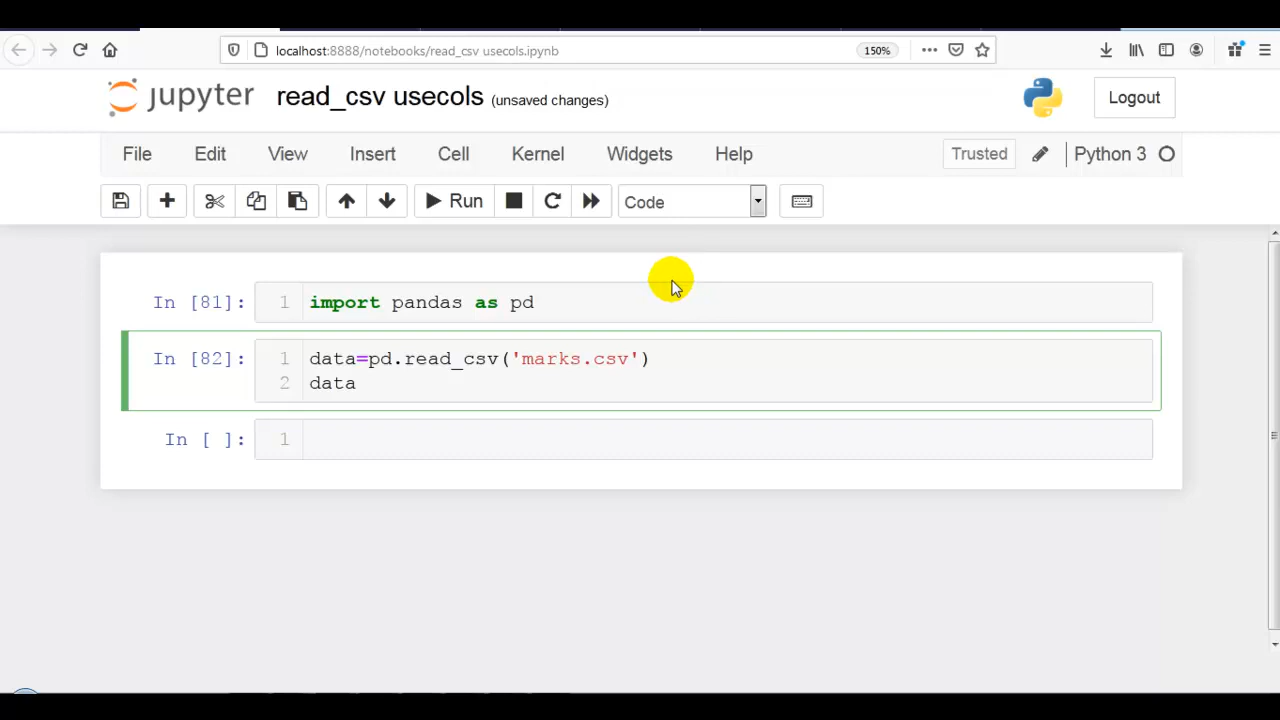 localhost:8888/notebooks/read_csv usecols.ipynb
150%
jupyter read_csv usecols (unsaved changes)
Logout
File Edit View Insert Cell Kernel Widgets Help
Trusted
Python 3
Run
Code
In [81]: 1 import pandas as pd
In [82]: 1 data=pd.read_csv('marks.csv')
2 data
In [ ]: 1